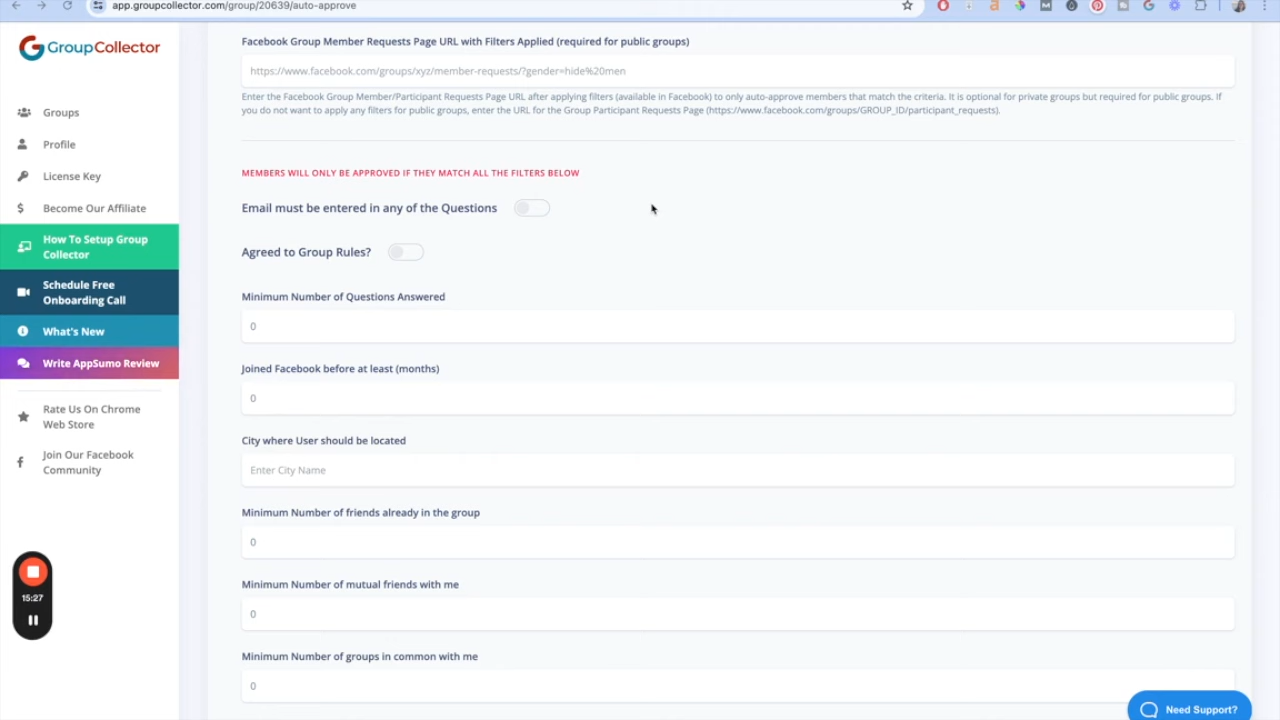 app.groupcollector.com/group/20639/auto-approve
GroupCollector
Groups
Profile
License Key
Become Our Affiliate
How To Setup Group
Collector
Schedule Free
Onboarding Call
What's New
Write AppSumo Review
Rate Us On Chrome
Web Store
Join Our Facebook
Community
15:27
Facebook Group Member Requests Page URL with Filters Applied (required for public groups)
https://www.facebook.com/groups/xyz/member-requests/?gender=hide%20men
Enter the Facebook Group Member/Participant Requests Page URL after applying filters (available in Facebook) to only auto-approve members that match the criteria. It is optional for private groups but required for public groups. If
you do not want to apply any filters for public groups, enter the URL for the Group Participant Requests Page (https://www.facebook.com/groups/GROUP_ID/participant_requests).
MEMBERS WILL ONLY BE APPROVED IF THEY MATCH ALL THE FILTERS BELOW
Email must be entered in any of the Questions
Agreed to Group Rules?
Minimum Number of Questions Answered
0
Joined Facebook before at least (months)
0
City where User should be located
Enter City Name
Minimum Number of friends already in the group
0
Minimum Number of mutual friends with me
0
Minimum Number of groups in common with me
0
Need Support?